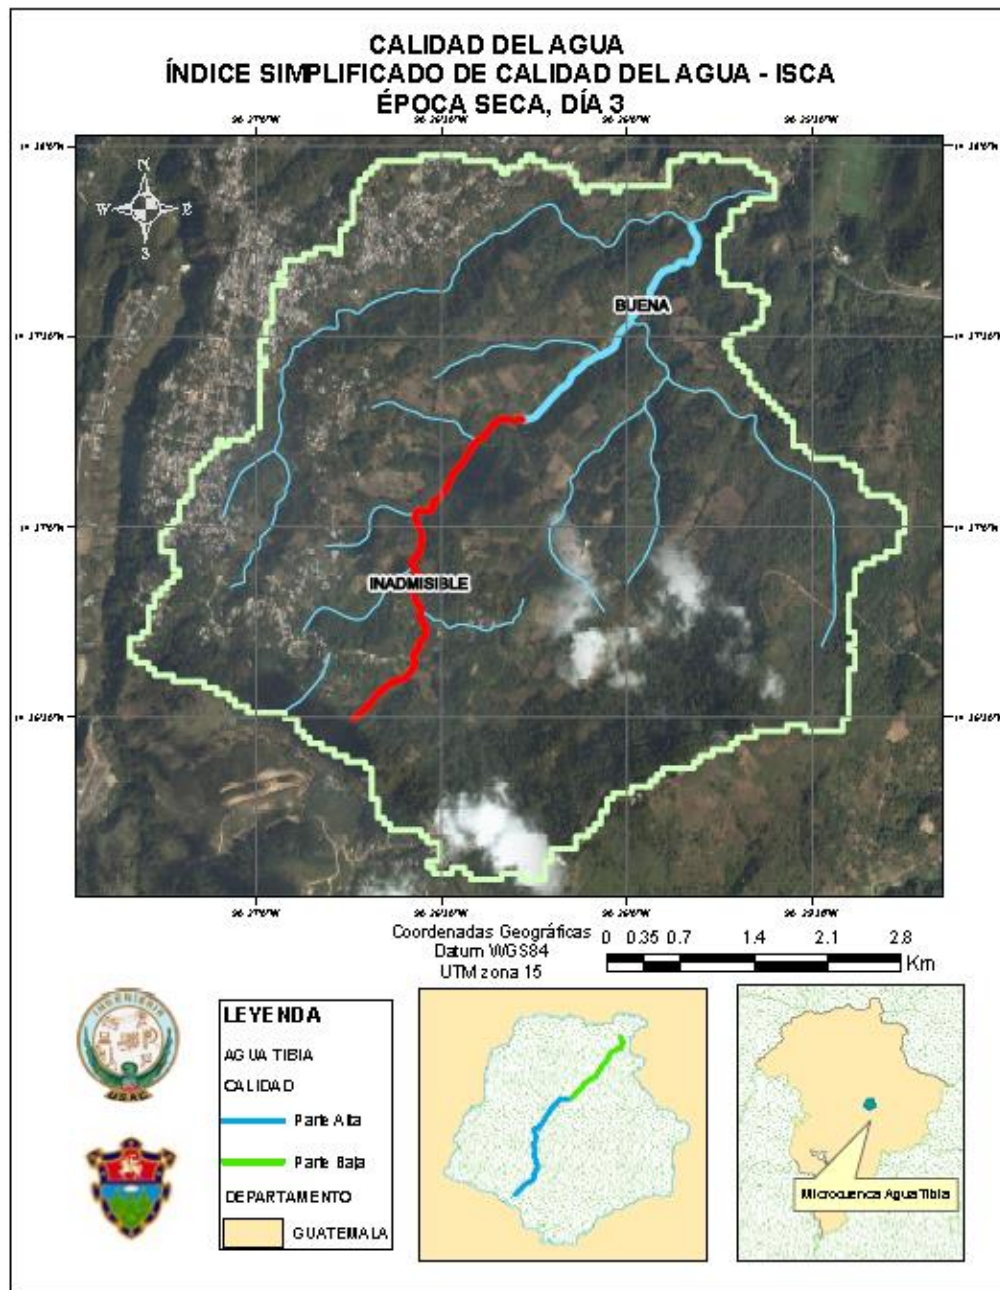 CALIDAD DEL AGUA
ÍNDICE SIMPLIFICADO DE CALIDAD DEL AGUA - ISCA
ÉPOCA SECA, DÍA 3
N
W
E
S
BUENA
INADMISIBLE
Coordenadas Geográficas
Datum WGS84
UTM zona 15
0 0.35 0.7 1.4 2.1 2.8
Km
INGENIERIA
USAC
LEYENDA
AGUA TIBIA
CALIDAD
Parte Alta
Parte Baja
DEPARTAMENTO
GUATEMALA
Microcuenca Agua Tibia